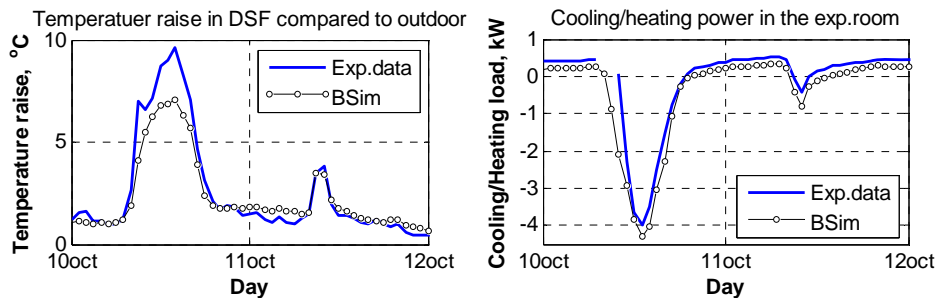 Temperatuer raise in DSF compared to outdoor
Temperature raise, °C
10
5
0
Exp.data
BSim
10oct
11oct
12oct
Day
Cooling/heating power in the exp.room
Cooling/Heating load, kW
1
0
-1
-2
-3
-4
-5
Exp.data
BSim
10oct
11oct
12oct
Day